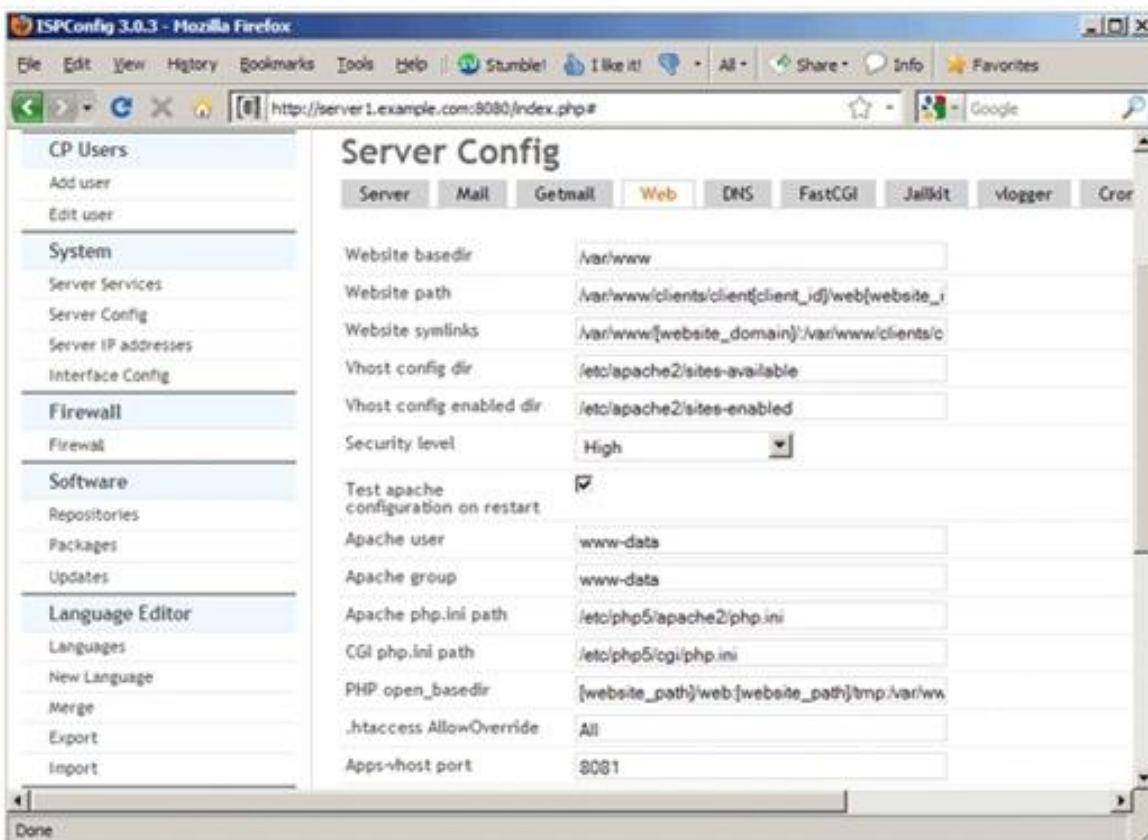 ISPConfig 3.0.3 - Mozilla Firefox
File Edit View History Bookmarks Tools Help Stumble! I like it! All Share Info Favorites
http://server1.example.com:8080/index.php# Google
CP Users
Add user
Edit user
System
Server Services
Server Config
Server IP addresses
Interface Config
Firewall
Firewall
Software
Repositories
Packages
Updates
Language Editor
Languages
New Language
Merge
Export
Import
Server Config
Server Mail Getmail Web DNS FastCGI Jailkit vlogger Cron
Website basedir /var/www
Website path /var/www/clients/client[client_id]/web[website_i
Website symlinks /var/www/[website_domain]/:/var/www/clients/c
Vhost config dir /etc/apache2/sites-available
Vhost config enabled dir /etc/apache2/sites-enabled
Security level High
Test apache
configuration on restart
Apache user www-data
Apache group www-data
Apache php.ini path /etc/php5/apache2/php.ini
CGI php.ini path /etc/php5/cgi/php.ini
PHP open_basedir [website_path]/web:[website_path]/tmp:/var/ww
.htaccess AllowOverride All
Apps-vhost port 8081
Done